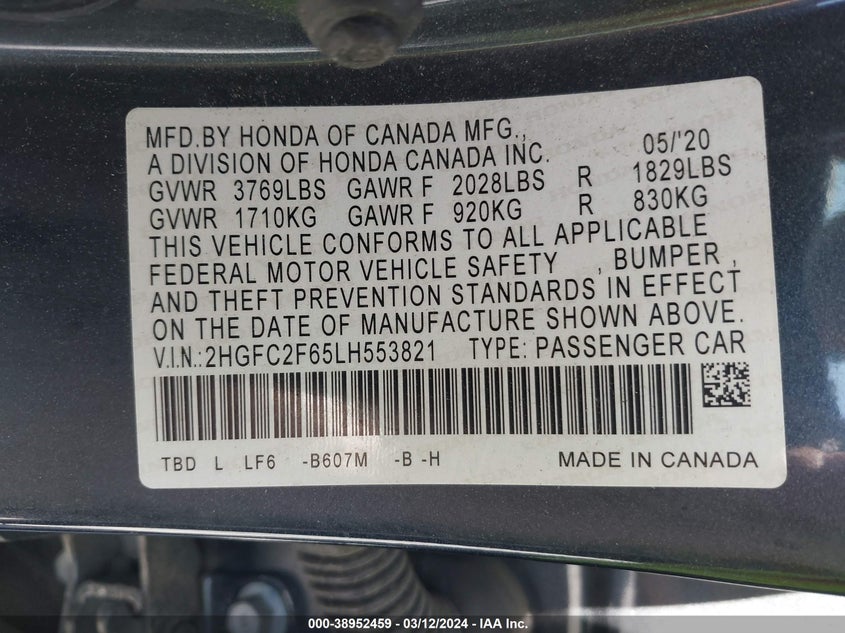 MFD.BY HONDA OF CANADA MFG., 05/'20
A DIVISION OF HONDA CANADA INC.
GVWR 3769LBS GAWR F 2028LBS R 1829LBS
GVWR 1710KG GAWR F 920KG R 830KG
THIS VEHICLE CONFORMS TO ALL APPLICABLE
FEDERAL MOTOR VEHICLE SAFETY , BUMPER ,
AND THEFT PREVENTION STANDARDS IN EFFECT
ON THE DATE OF MANUFACTURE SHOWN ABOVE.
V.I.N.:2HGFC2F65LH553821 TYPE: PASSENGER CAR
TBD L LF6 -B607M -B -H MADE IN CANADA
000-38952459 - 03/12/2024 - IAA Inc.